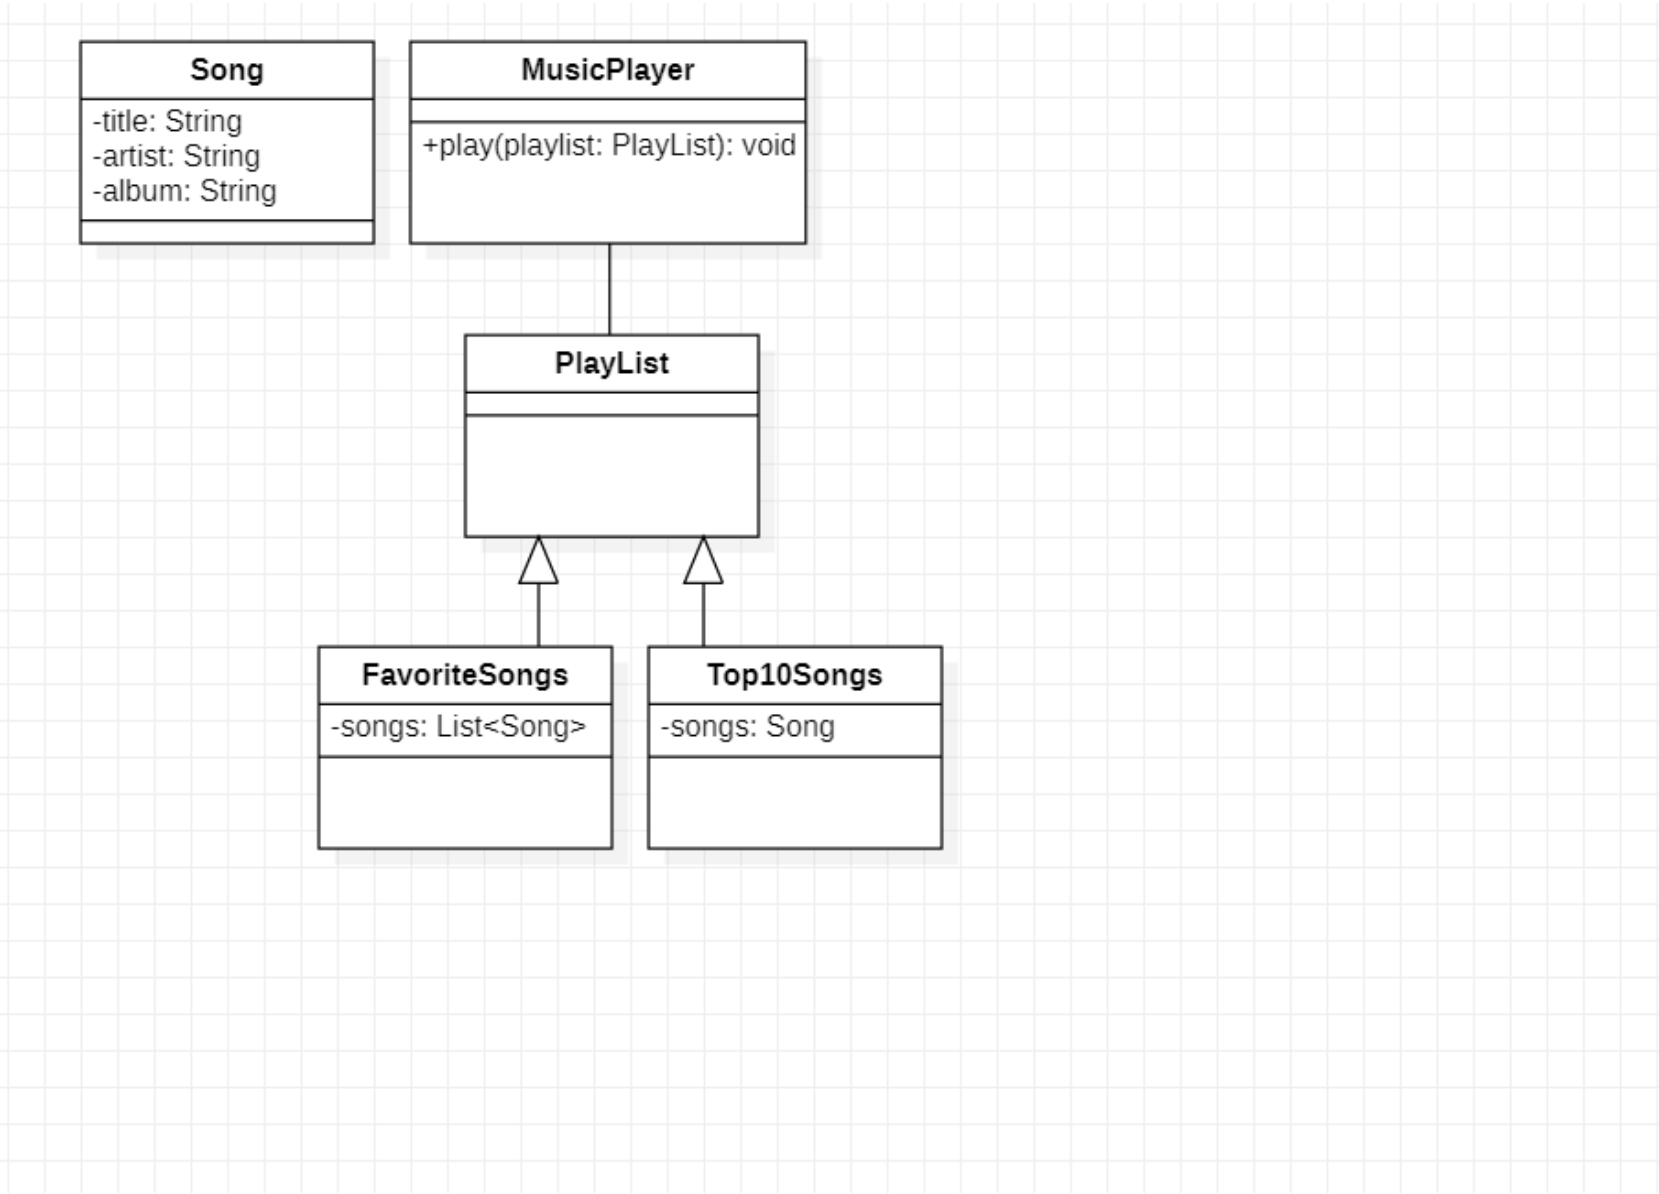 Song
-title: String
-artist: String
-album: String
MusicPlayer
+play(playlist: PlayList): void
PlayList
FavoriteSongs
-songs: List<Song>
Top10Songs
-songs: Song